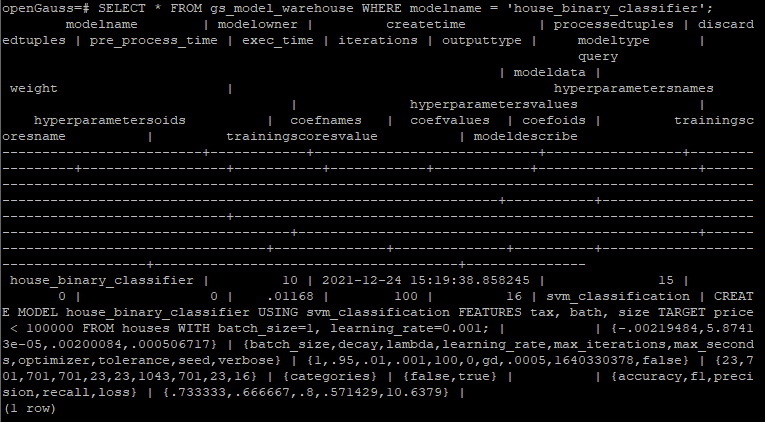 openGauss=# SELECT * FROM gs_model_warehouse WHERE modelname = 'house_binary_classifier';
modelname | modelowner | createtime | processedtuples | discard
edtuples | pre_process_time | exec_time | iterations | outputtype | modeltype |
query
| modeldata |
weight | hyperparametersnames
| hyperparametersvalues |
hyperparametersoids | coefnames | coefvalues | coefoids | trainingsc
oresname | trainingscoresvalue | modeldescribe
---------------------------+-------------+------------------------------+------------------+--------
----------+--------------------+-------------+-------------+--------------+--------------------+------
----------------------------------------------------------------------------------------------------
------------------------------------------------------------------+------------+--------------------
------------------------------+---------------------------------------------------------------------
--------------------------------------+------------------------------------------------------+------
-----------------------------------+---------------+---------------+-----------+--------------------
-------------------+-----------------------------------------+---------------
house_binary_classifier | 10 | 2021-12-24 15:19:38.858245 | 15 |
0 | 0 | .01168 | 100 | 16 | svm_classification | CREAT
E MODEL house_binary_classifier USING svm_classification FEATURES tax, bath, size TARGET price
< 100000 FROM houses WITH batch_size=1, learning_rate=0.001; | | {-.00219484,5.8741
3e-05,.00200084,.000506717} | {batch_size,decay,lambda,learning_rate,max_iterations,max_second
s,optimizer,tolerance,seed,verbose} | {1,.95,.01,.001,100,0,gd,.0005,1640330378,false} | {23,7
01,701,701,23,23,1043,701,23,16} | {categories} | {false,true} | | {accuracy,f1,preci
sion,recall,loss} | {.733333,.666667,.8,.571429,10.6379} |
(1 row)